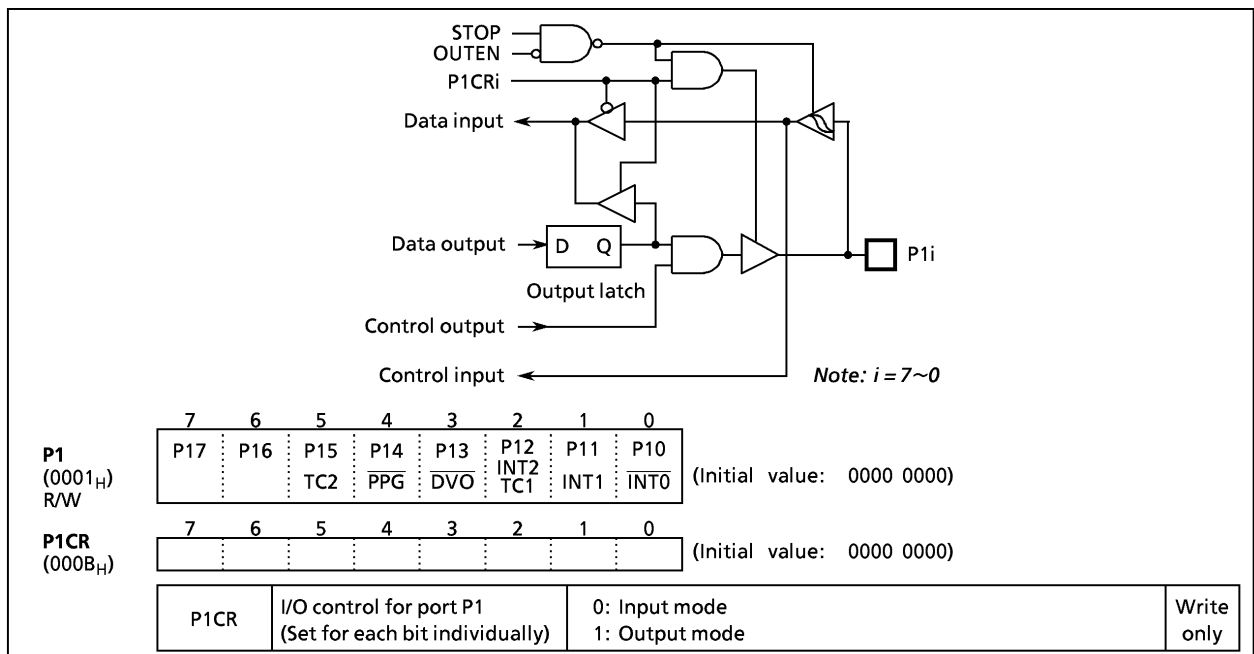 STOP
OUTEN
P1CRi
Data input
Data output
D Q
P1i
Output latch
Control output
Control input
Note: i = 7~0
7 6 5 4 3 2 1 0
P1
(0001H)
R/W
P17 P16 P15 P14 P13 P12 P11 P10
TC2 PPG DVO INT2 TC1 INT1 INT0
(Initial value: 0000 0000)
7 6 5 4 3 2 1 0
P1CR
(000BH)
(Initial value: 0000 0000)
P1CR
I/O control for port P1
(Set for each bit individually)
0: Input mode
1: Output mode
Write
only